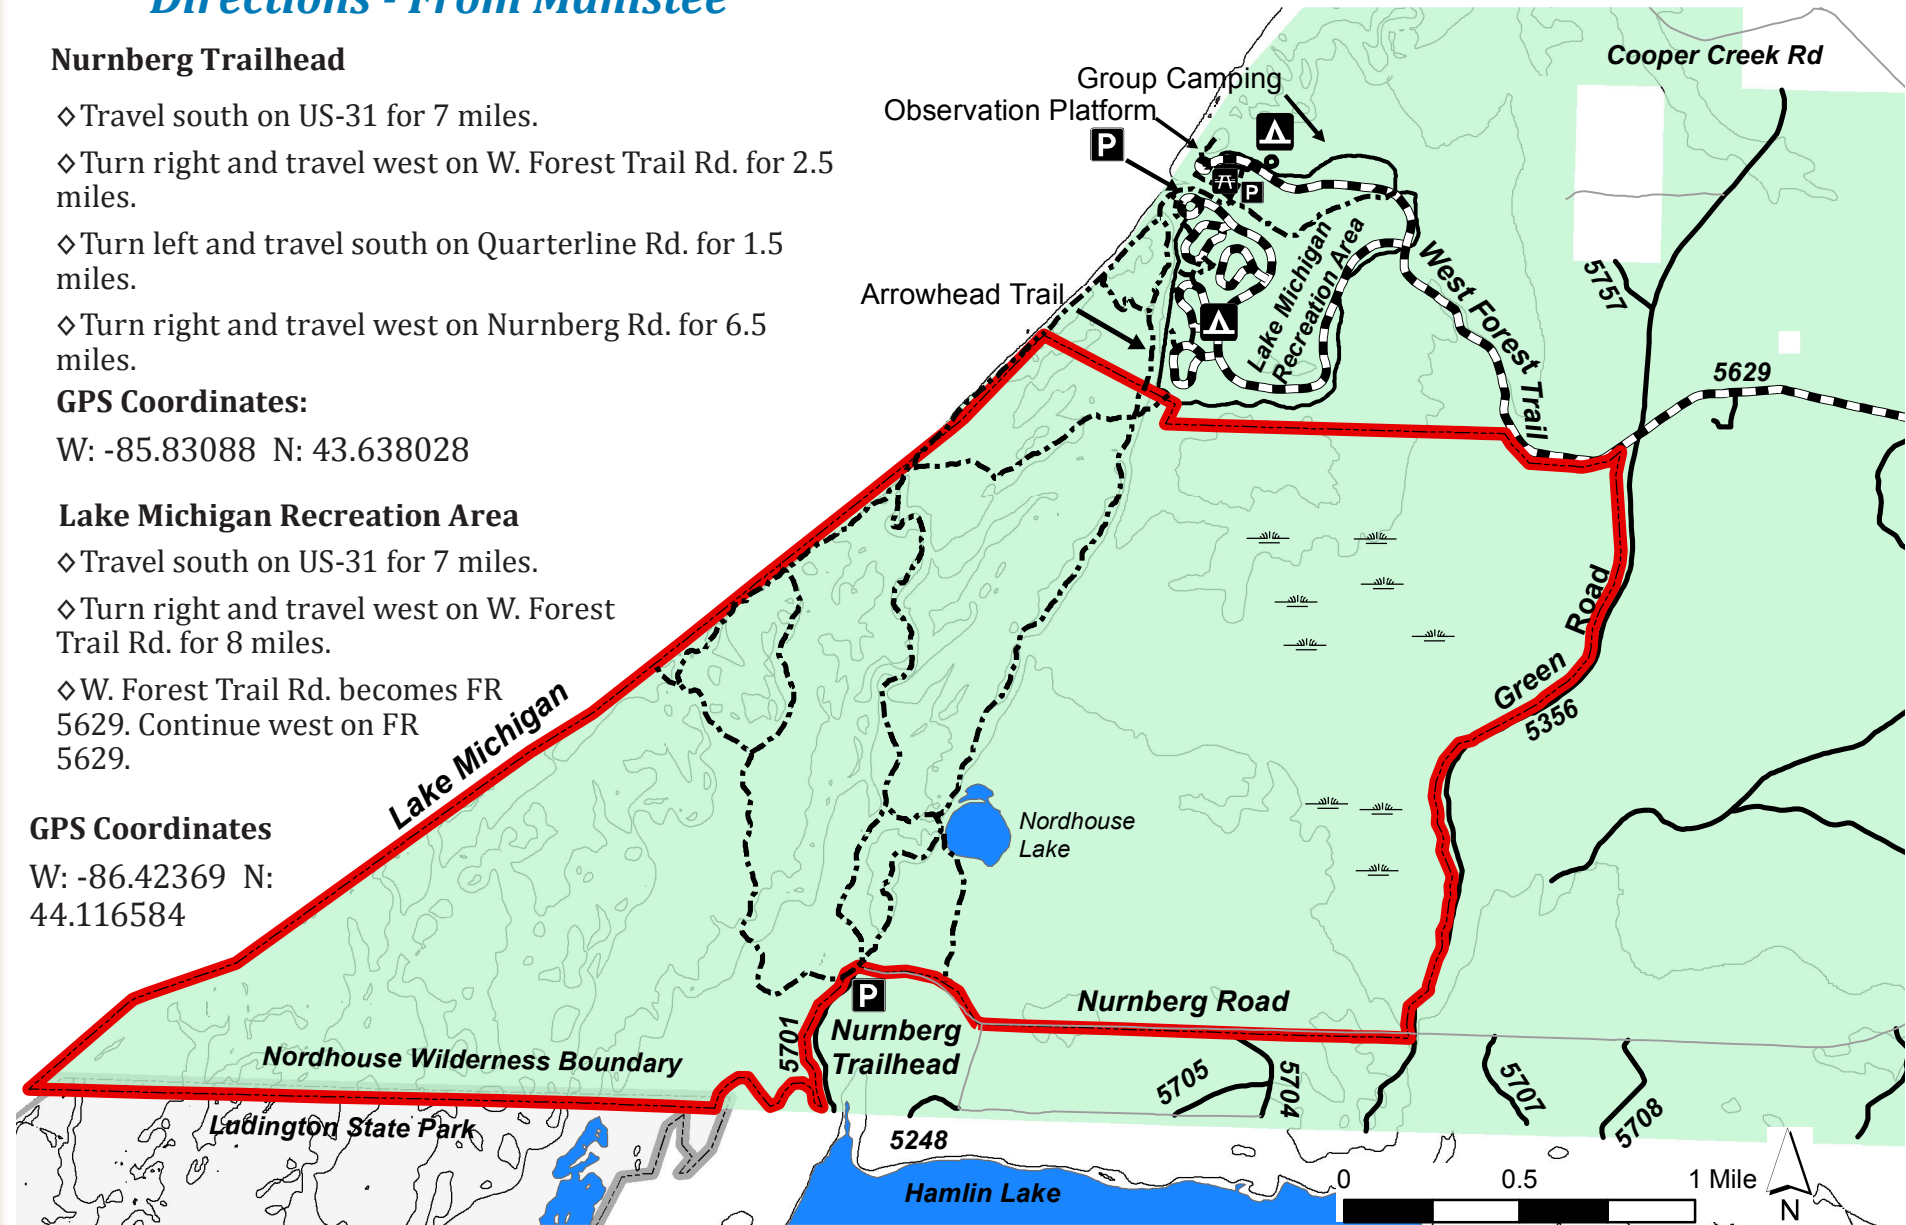 Directions - From Manistee
Nurnberg Trailhead
◊Travel south on US-31 for 7 miles.
◊Turn right and travel west on W. Forest Trail Rd. for 2.5
miles.
◊Turn left and travel south on Quarterline Rd. for 1.5
miles.
◊Turn right and travel west on Nurnberg Rd. for 6.5
miles.
GPS Coordinates:
W: -85.83088 N: 43.638028
Lake Michigan Recreation Area
◊Travel south on US-31 for 7 miles.
◊Turn right and travel west on W. Forest
Trail Rd. for 8 miles.
◊W. Forest Trail Rd. becomes FR
5629. Continue west on FR
5629.
GPS Coordinates
W: -86.42369 N:
44.116584
Cooper Creek Rd
Group Camping
Observation Platform
P
P
Arrowhead Trail
Lake Michigan
Recreation Area
West Forest Trail
5757
5629
Green Road
5356
Lake Michigan
Nordhouse
Lake
P
Nurnberg
Trailhead
Nurnberg Road
5701
Nordhouse Wilderness Boundary
Ludington State Park
5705
5704
5707
5708
5248
Hamlin Lake
0 0.5 1 Mile
N